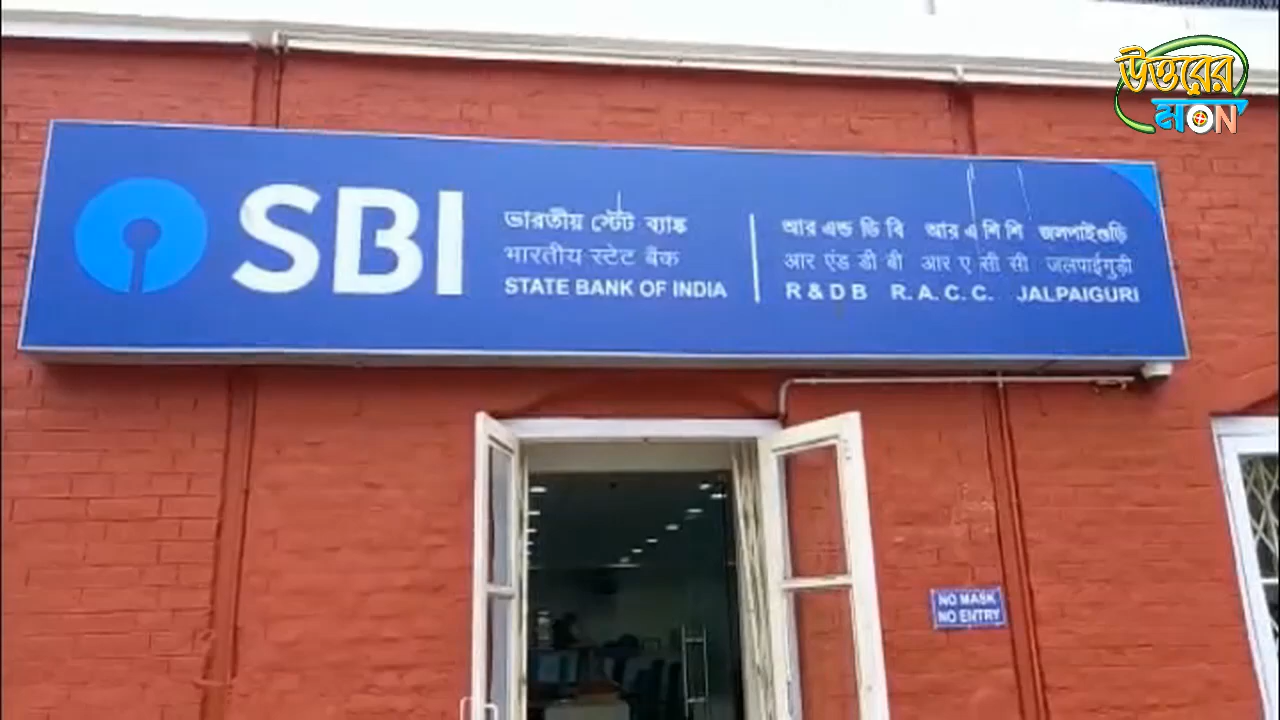 উত্তরের
মON
SBI
ভারতীয় স্টেট ব্যাঙ্ক
भारतीय स्टेट बैंक
STATE BANK OF INDIA
আর এন্ড ডি বি আর এ শি শি জলপাইগুড়ি
आर एंड डी बी आर ए सी सी जलपाईगुड़ी
R & D B R. A. C. C. JALPAIGURI
NO MASK
NO ENTRY